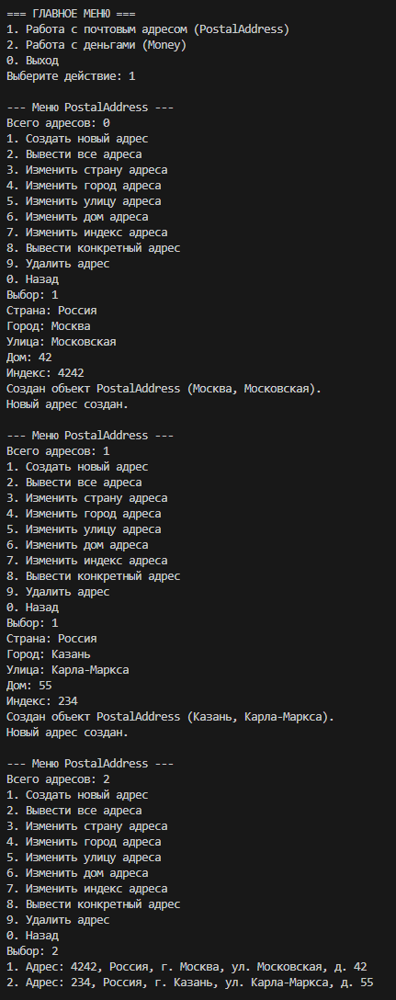 === ГЛАВНОЕ МЕНЮ ===
1. Работа с почтовым адресом (PostalAddress)
2. Работа с деньгами (Money)
0. Выход
Выберите действие: 1
--- Меню PostalAddress ---
Всего адресов: 0
1. Создать новый адрес
2. Вывести все адреса
3. Изменить страну адреса
4. Изменить город адреса
5. Изменить улицу адреса
6. Изменить дом адреса
7. Изменить индекс адреса
8. Вывести конкретный адрес
9. Удалить адрес
0. Назад
Выбор: 1
Страна: Россия
Город: Москва
Улица: Московская
Дом: 42
Индекс: 4242
Создан объект PostalAddress (Москва, Московская).
Новый адрес создан.
--- Меню PostalAddress ---
Всего адресов: 1
1. Создать новый адрес
2. Вывести все адреса
3. Изменить страну адреса
4. Изменить город адреса
5. Изменить улицу адреса
6. Изменить дом адреса
7. Изменить индекс адреса
8. Вывести конкретный адрес
9. Удалить адрес
0. Назад
Выбор: 1
Страна: Россия
Город: Казань
Улица: Карла-Маркса
Дом: 55
Индекс: 234
Создан объект PostalAddress (Казань, Карла-Маркса).
Новый адрес создан.
--- Меню PostalAddress ---
Всего адресов: 2
1. Создать новый адрес
2. Вывести все адреса
3. Изменить страну адреса
4. Изменить город адреса
5. Изменить улицу адреса
6. Изменить дом адреса
7. Изменить индекс адреса
8. Вывести конкретный адрес
9. Удалить адрес
0. Назад
Выбор: 2
1. Адрес: 4242, Россия, г. Москва, ул. Московская, д. 42
2. Адрес: 234, Россия, г. Казань, ул. Карла-Маркса, д. 55